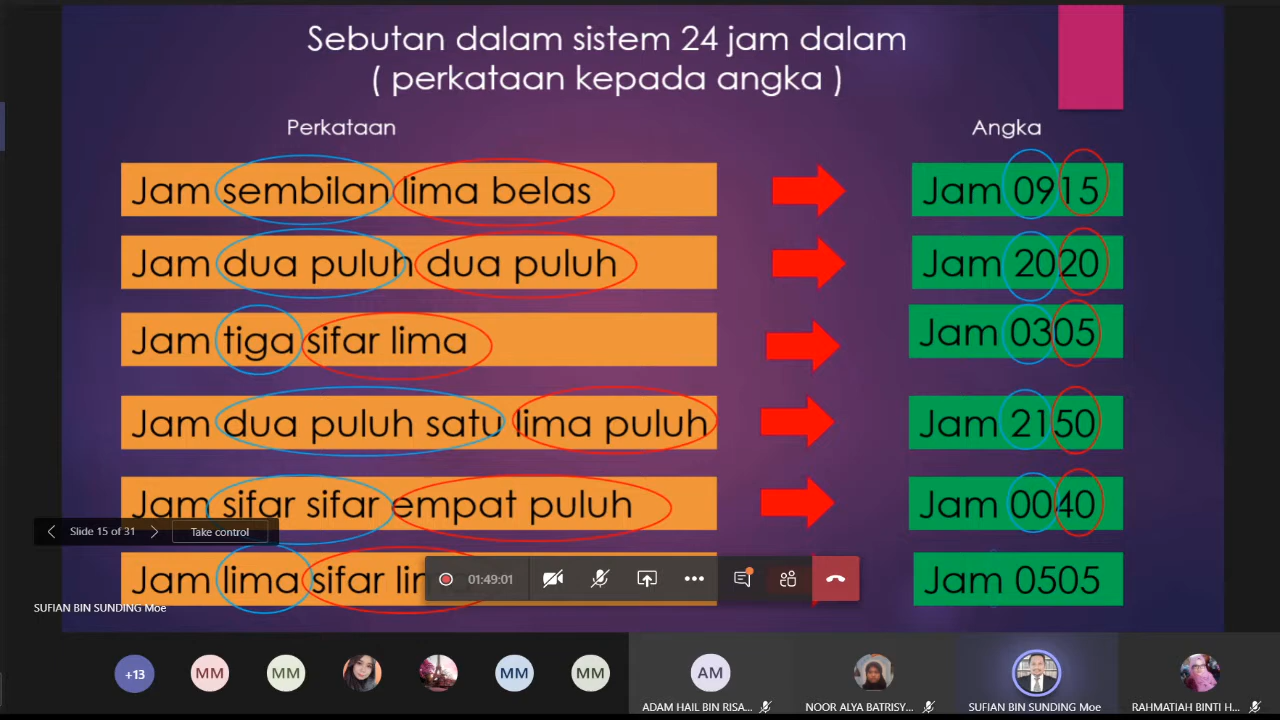 Sebutan dalam sistem 24 jam dalam
( perkataan kepada angka )
Perkataan
Angka
Jam sembilan lima belas
Jam 0915
Jam dua puluh dua puluh
Jam 2020
Jam tiga sifar lima
Jam 0305
Jam dua puluh satu lima puluh
Jam 2150
Jam sifar sifar empat puluh
Jam 0040
Slide 15 of 31
Take control
Jam lima sifar
Jam 0505
01:49:01
SUFIAN BIN SUNDING Moe
+13
MM
MM
MM
MM
AM
ADAM HAIL BIN RISA...
NOOR ALYA BATRISY...
SUFIAN BIN SUNDING Moe
RAHMATIAH BINTI H...